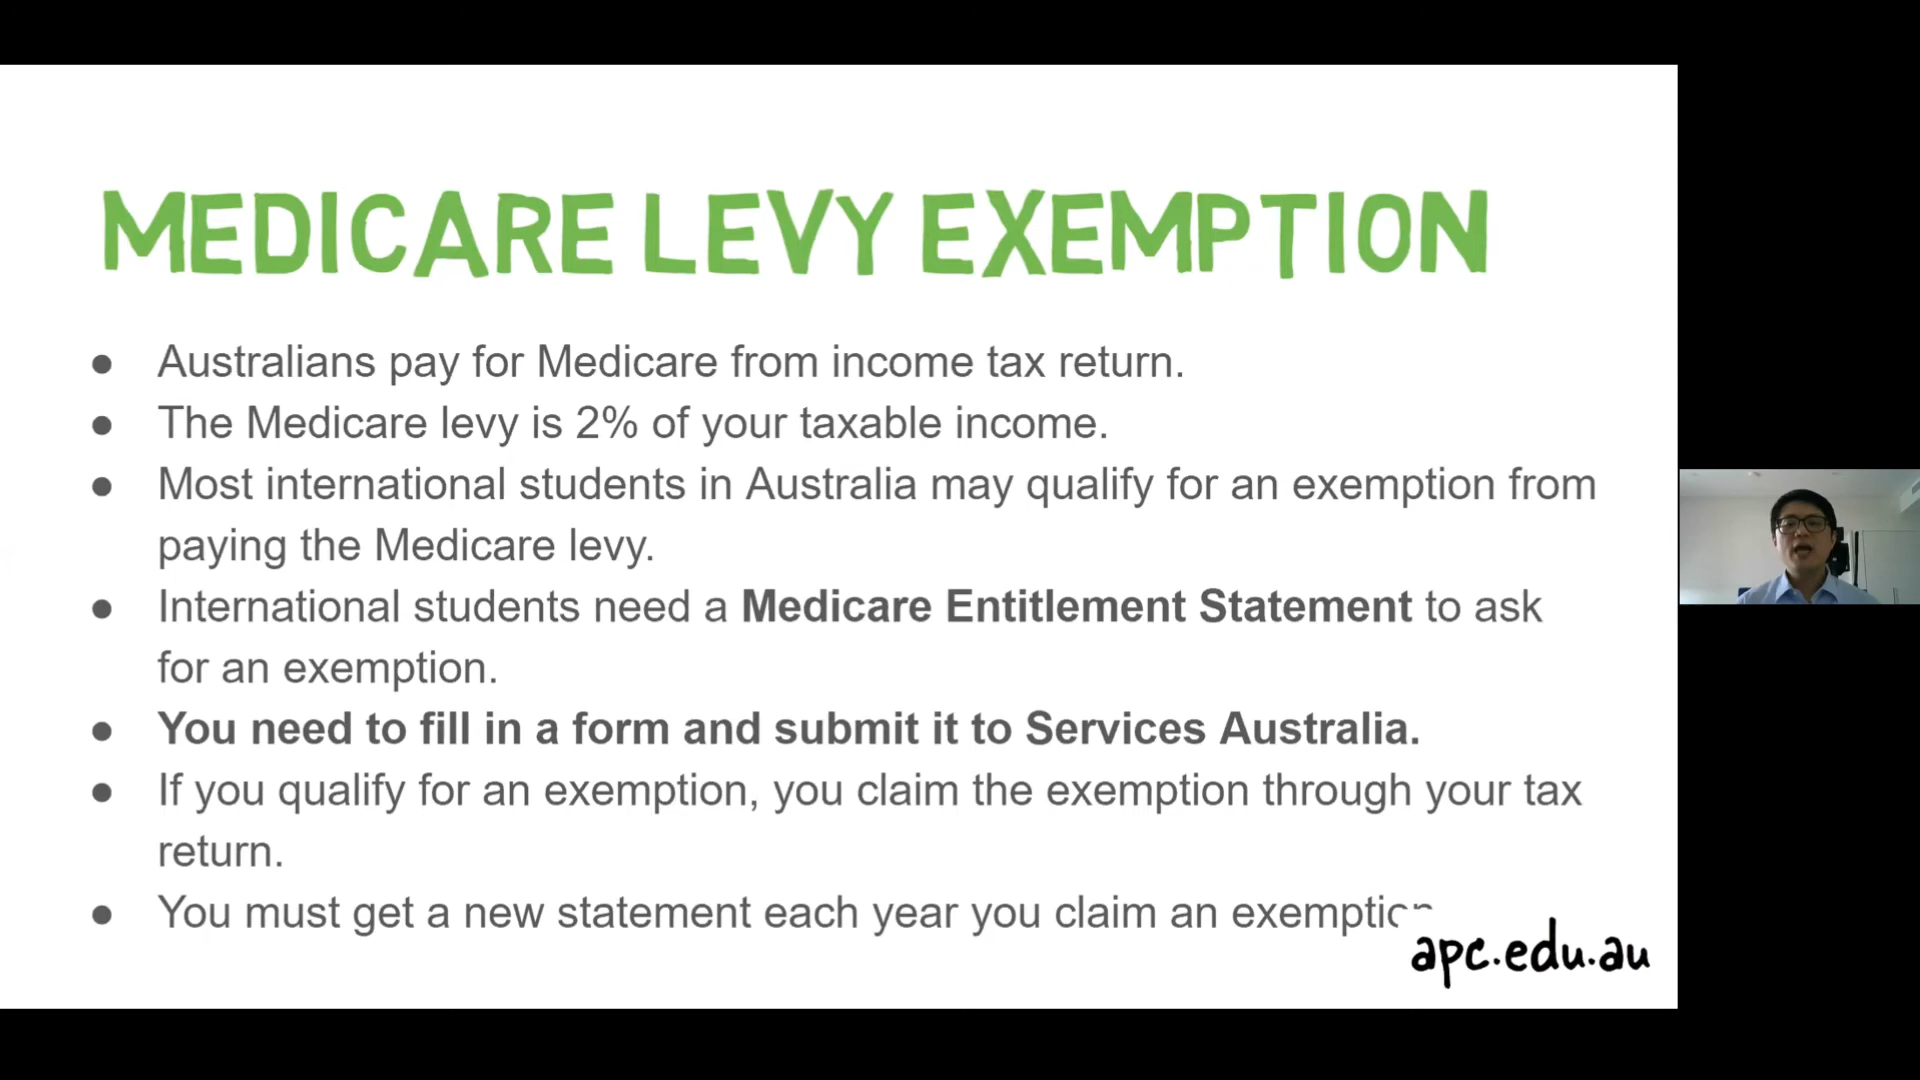 MEDICARE LEVY EXEMPTION
● Australians pay for Medicare from income tax return.
● The Medicare levy is 2% of your taxable income.
● Most international students in Australia may qualify for an exemption from
paying the Medicare levy.
● International students need a Medicare Entitlement Statement to ask
for an exemption.
● You need to fill in a form and submit it to Services Australia.
● If you qualify for an exemption, you claim the exemption through your tax
return.
● You must get a new statement each year you claim an exemption
apc.edu.au